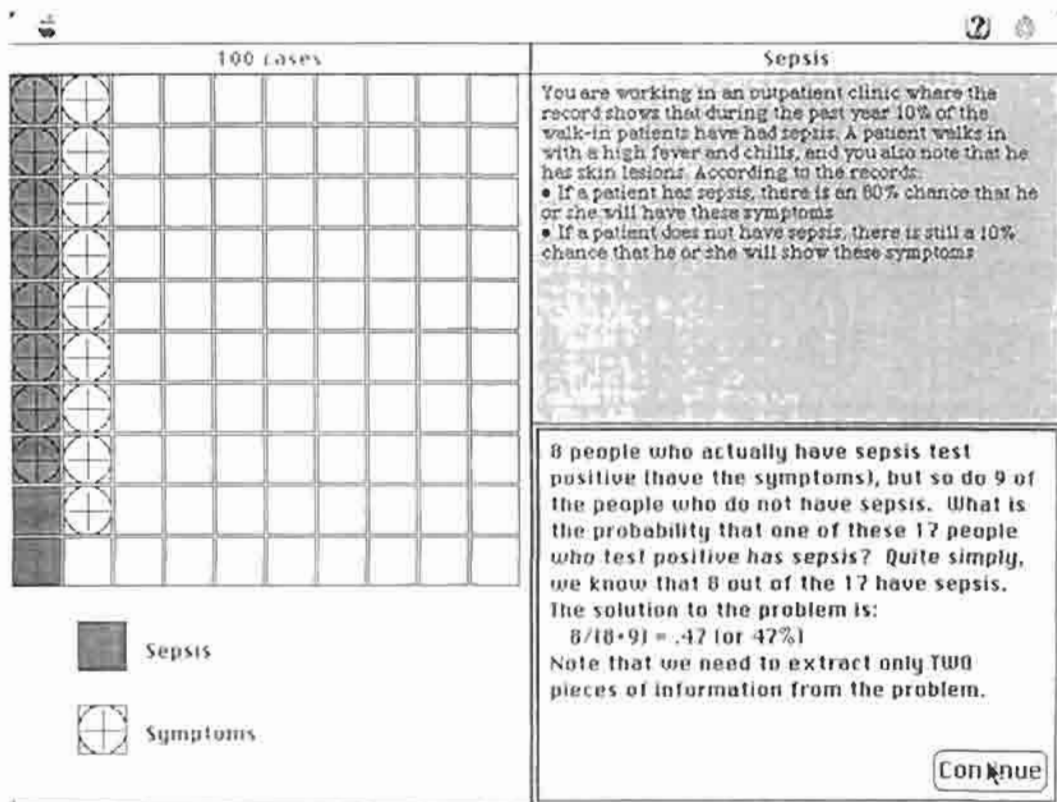 100 cases
Sepsis
You are working in an outpatient clinic where the
record shows that during the past year 10% of the
walk-in patients have had sepsis. A patient walks in
with a high fever and chills, and you also note that he
has skin lesions. According to the records:
• If a patient has sepsis, there is an 80% chance that he
or she will have these symptoms
• If a patient does not have sepsis, there is still a 10%
chance that he or she will show these symptoms
8 people who actually have sepsis test
positive (have the symptoms), but so do 9 of
the people who do not have sepsis. What is
the probability that one of these 17 people
who test positive has sepsis? Quite simply,
we know that 8 out of the 17 have sepsis.
The solution to the problem is:
8/(8+9) = .47 (or 47%)
Note that we need to extract only TWO
pieces of information from the problem.
Sepsis
Symptoms
Continue